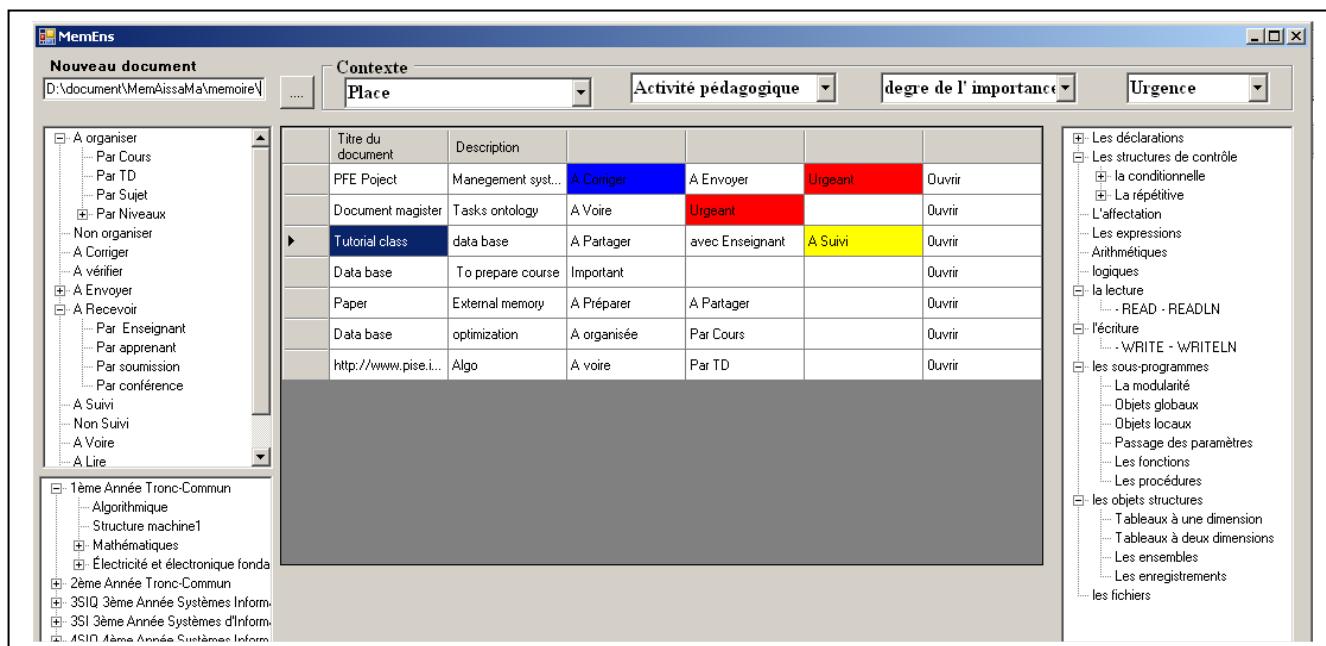 MemEns
Nouveau document
D:\document\MemAissaMa\memoire\
....
Contexte
Place
Activité pédagogique
degre de l' importance
Urgence
A organiser
Par Cours
Par TD
Par Sujet
Par Niveaux
Non organiser
A Corriger
A vérifier
A Envoyer
A Recevoir
Par Enseignant
Par apprenant
Par soumission
Par conférence
A Suivi
Non Suivi
A Voire
A Lire
1ème Année Tronc-Commun
Algorithmique
Structure machine1
Mathématiques
Électricité et électronique fonda
2ème Année Tronc-Commun
3SIQ 3ème Année Systèmes Inform
3SI 3ème Année Systèmes d'Inform
4SIQ 4ème Année Systèmes Inform
Titre du document Description
PFE Poject Manegement syst... A Corriger A Envoyer Urgeant Ouvrir
Document magister Tasks ontology A Voire Urgeant Ouvrir
Tutorial class data base A Partager avec Enseignant A Suivi Ouvrir
Data base To prepare course Important Ouvrir
Paper External memory A Préparer A Partager Ouvrir
Data base optimization A organisée Par Cours Ouvrir
http://www.pise.i... Algo A voire Par TD Ouvrir
Les déclarations
Les structures de contrôle
la conditionnelle
La répétitive
L'affectation
Les expressions
Arithmétiques
logiques
la lecture
- READ - READLN
l'écriture
- WRITE - WRITELN
les sous-programmes
La modularité
Objets globaux
Objets locaux
Passage des paramètres
Les fonctions
Les procédures
les objets structures
Tableaux à une dimension
Tableaux à deux dimensions
Les ensembles
Les enregistrements
les fichiers